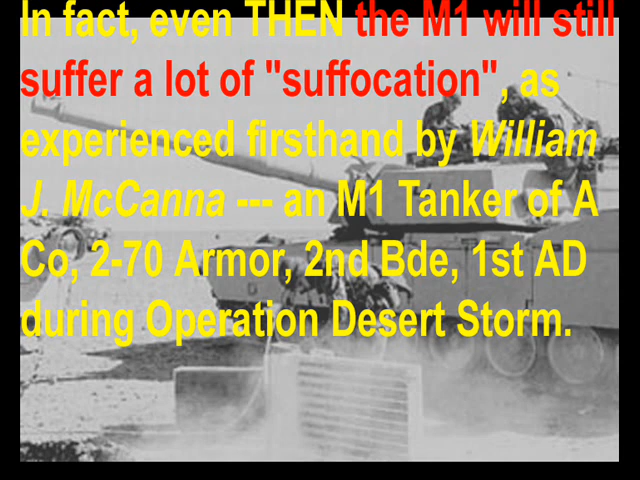 In fact, even THEN the M1 will still
suffer a lot of "suffocation", as
experienced firsthand by William
J. McCanna --- an M1 Tanker of A
Co, 2-70 Armor, 2nd Bde, 1st AD
during Operation Desert Storm.